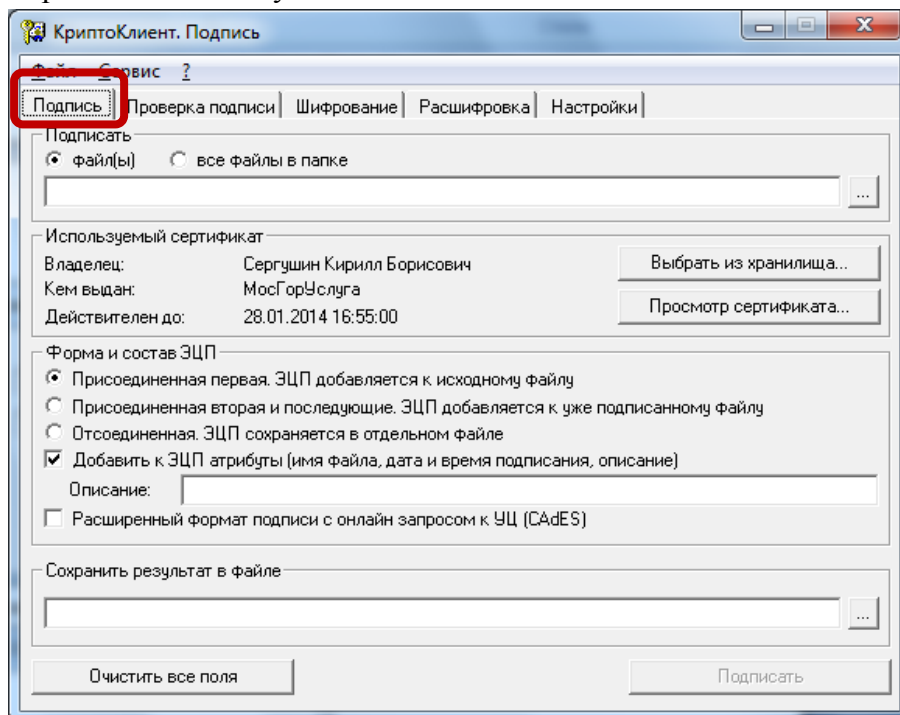 КриптоКлиент. Подпись
Файл Сервис ?
Подпись Проверка подписи Шифрование Расшифровка Настройки
Подписать
файл(ы) все файлы в папке
...
Используемый сертификат
Владелец: Сергушин Кирилл Борисович Выбрать из хранилища...
Кем выдан: МосГорУслуга
Действителен до: 28.01.2014 16:55:00 Просмотр сертификата...
Форма и состав ЭЦП
Присоединенная первая. ЭЦП добавляется к исходному файлу
Присоединенная вторая и последующие. ЭЦП добавляется к уже подписанному файлу
Отсоединенная. ЭЦП сохраняется в отдельном файле
Добавить к ЭЦП атрибуты (имя файла, дата и время подписания, описание)
Описание:
Расширенный формат подписи с онлайн запросом к УЦ (CAdES)
Сохранить результат в файле
...
Очистить все поля Подписать